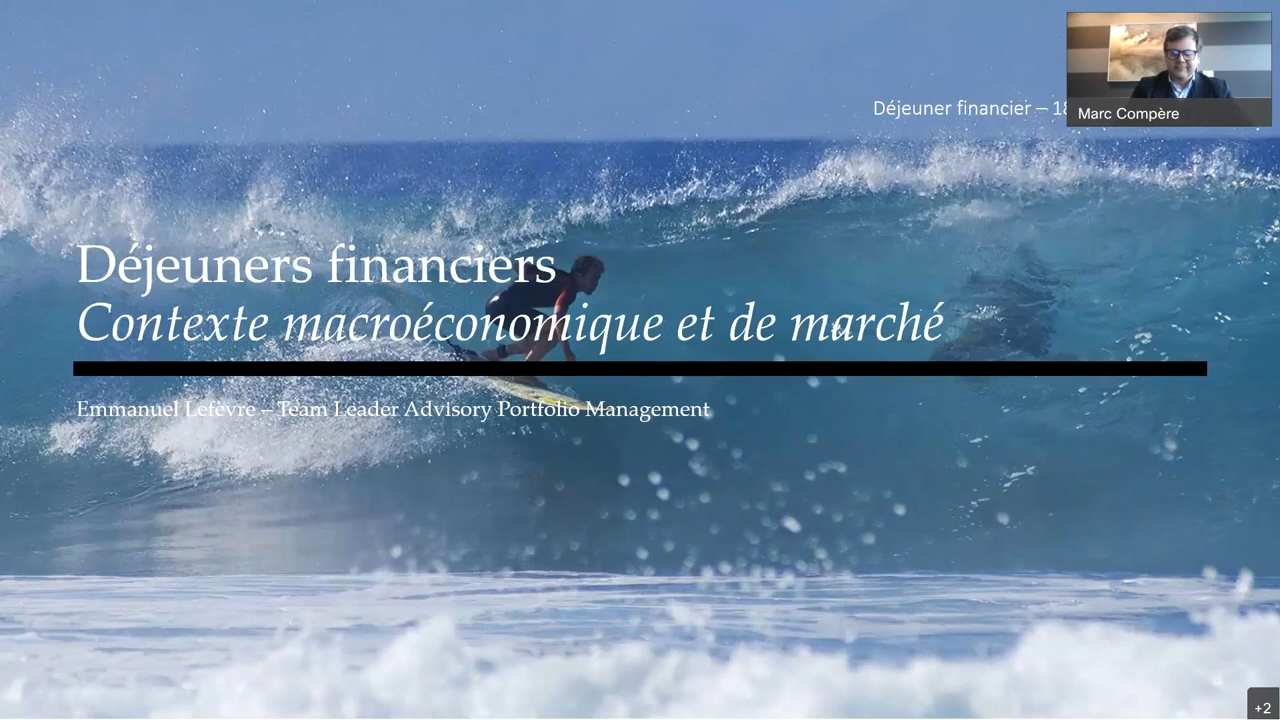 Déjeuner financier – 18
Marc Compère
Déjeuners financiers
Contexte macroéconomique et de marché
Emmanuel Lefèvre – Team Leader Advisory Portfolio Management
+2